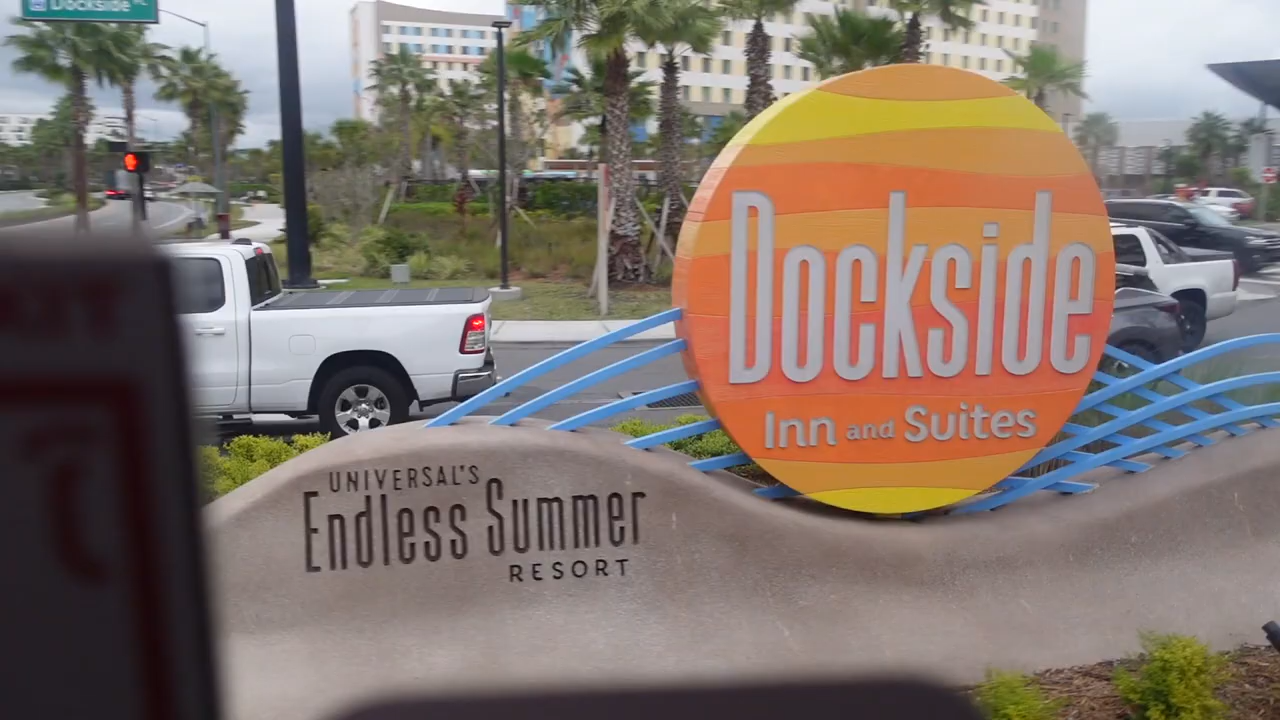 Dockside
Dockside
Inn and Suites
UNIVERSAL'S
Endless Summer
RESORT